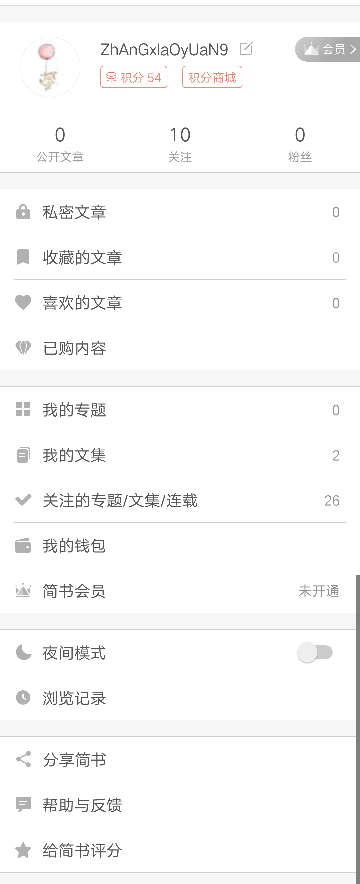 ZhAnGxIaOyUaN9
会员
积分 54 积分商城
0 10 0
公开文章 关注 粉丝
私密文章 0
收藏的文章 0
喜欢的文章 0
已购内容
我的专题 0
我的文集 2
关注的专题/文集/连载 26
我的钱包
简书会员 未开通
夜间模式
浏览记录
分享简书
帮助与反馈
给简书评分